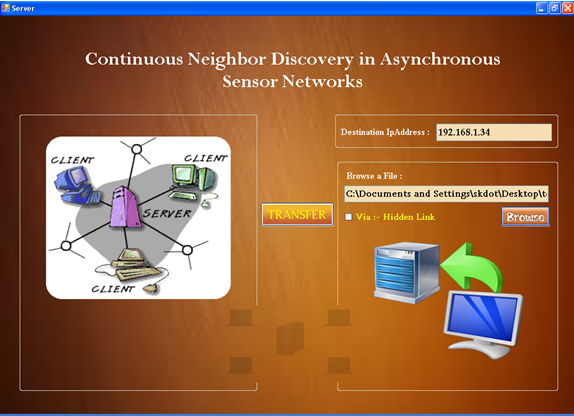 Server
Continuous Neighbor Discovery in Asynchronous
Sensor Networks
Destination IpAddress :
192.168.1.34
CLIENT
CLIENT
SERVER
CLIENT
TRANSFER
Browse a File :
C:\Documents and Settings\skdot\Desktop\t
Via :- Hidden Link
Browse